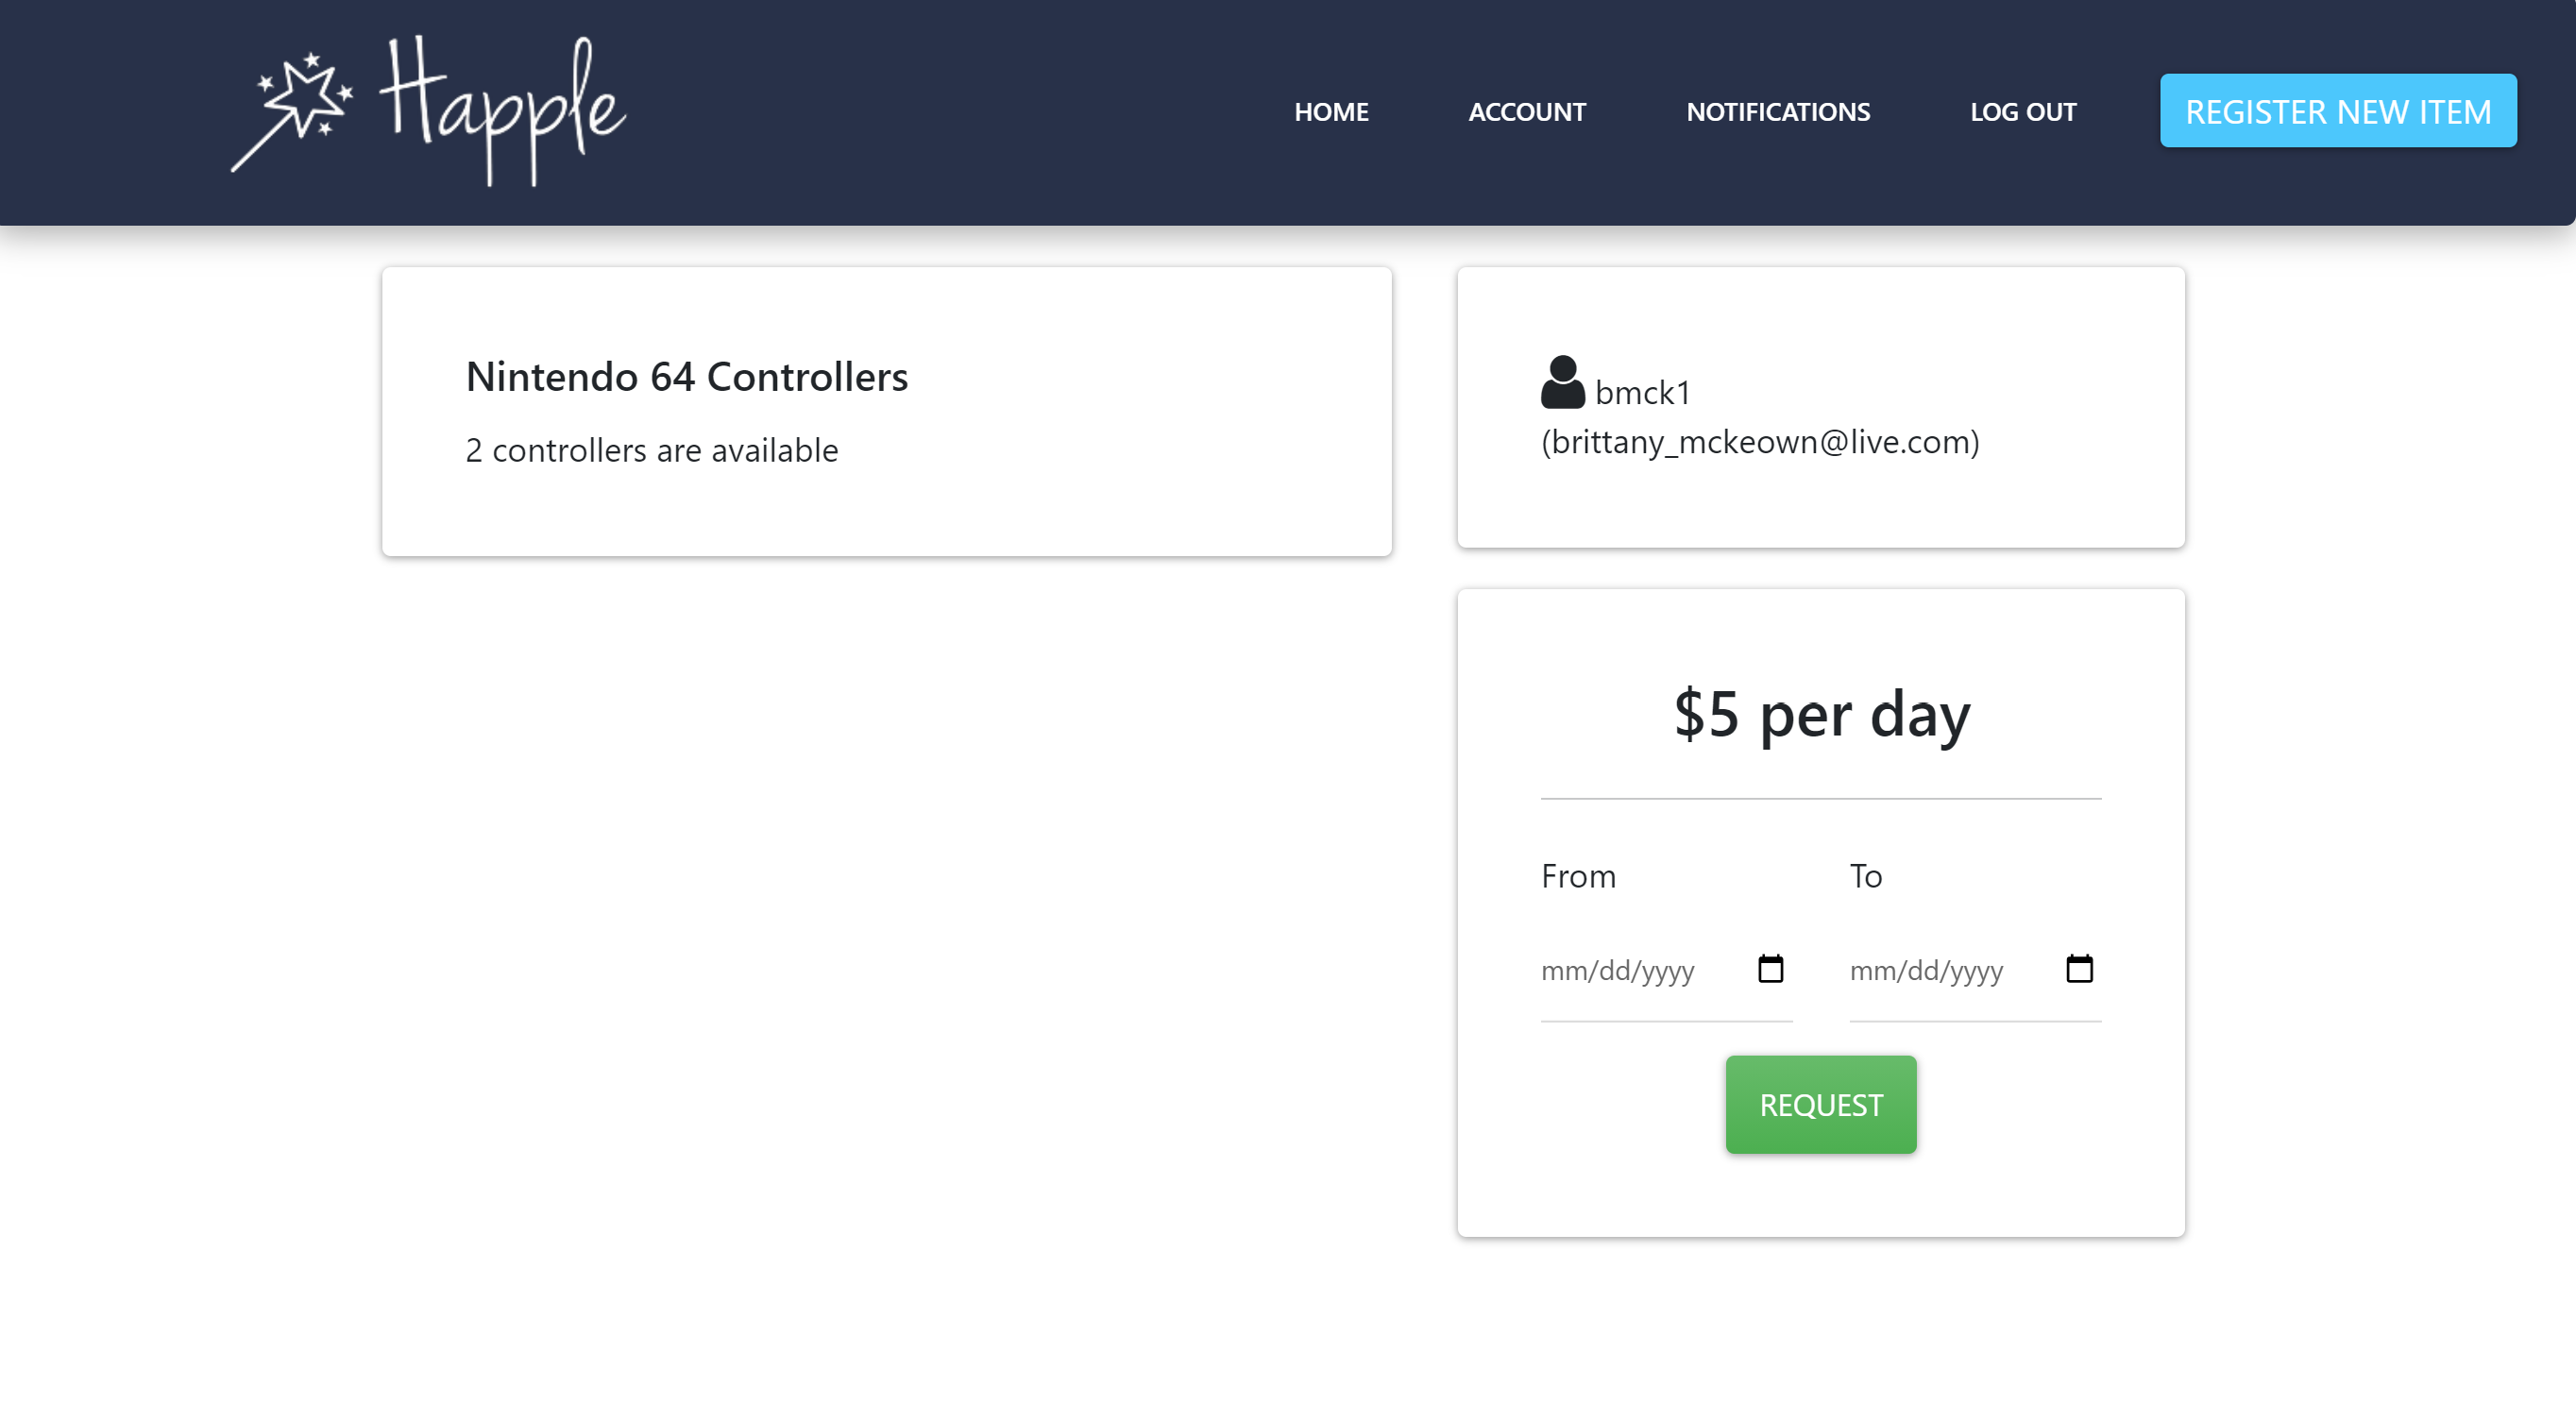 Happle
HOME ACCOUNT NOTIFICATIONS LOG OUT REGISTER NEW ITEM
Nintendo 64 Controllers
2 controllers are available
bmck1
(brittany_mckeown@live.com)
$5 per day
From To
mm/dd/yyyy mm/dd/yyyy
REQUEST